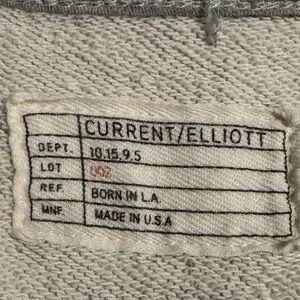 CURRENT/ELLIOTT
DEPT. 10.15.9.5
LOT 002
REF. BORN IN L.A.
MNF. MADE IN U.S.A